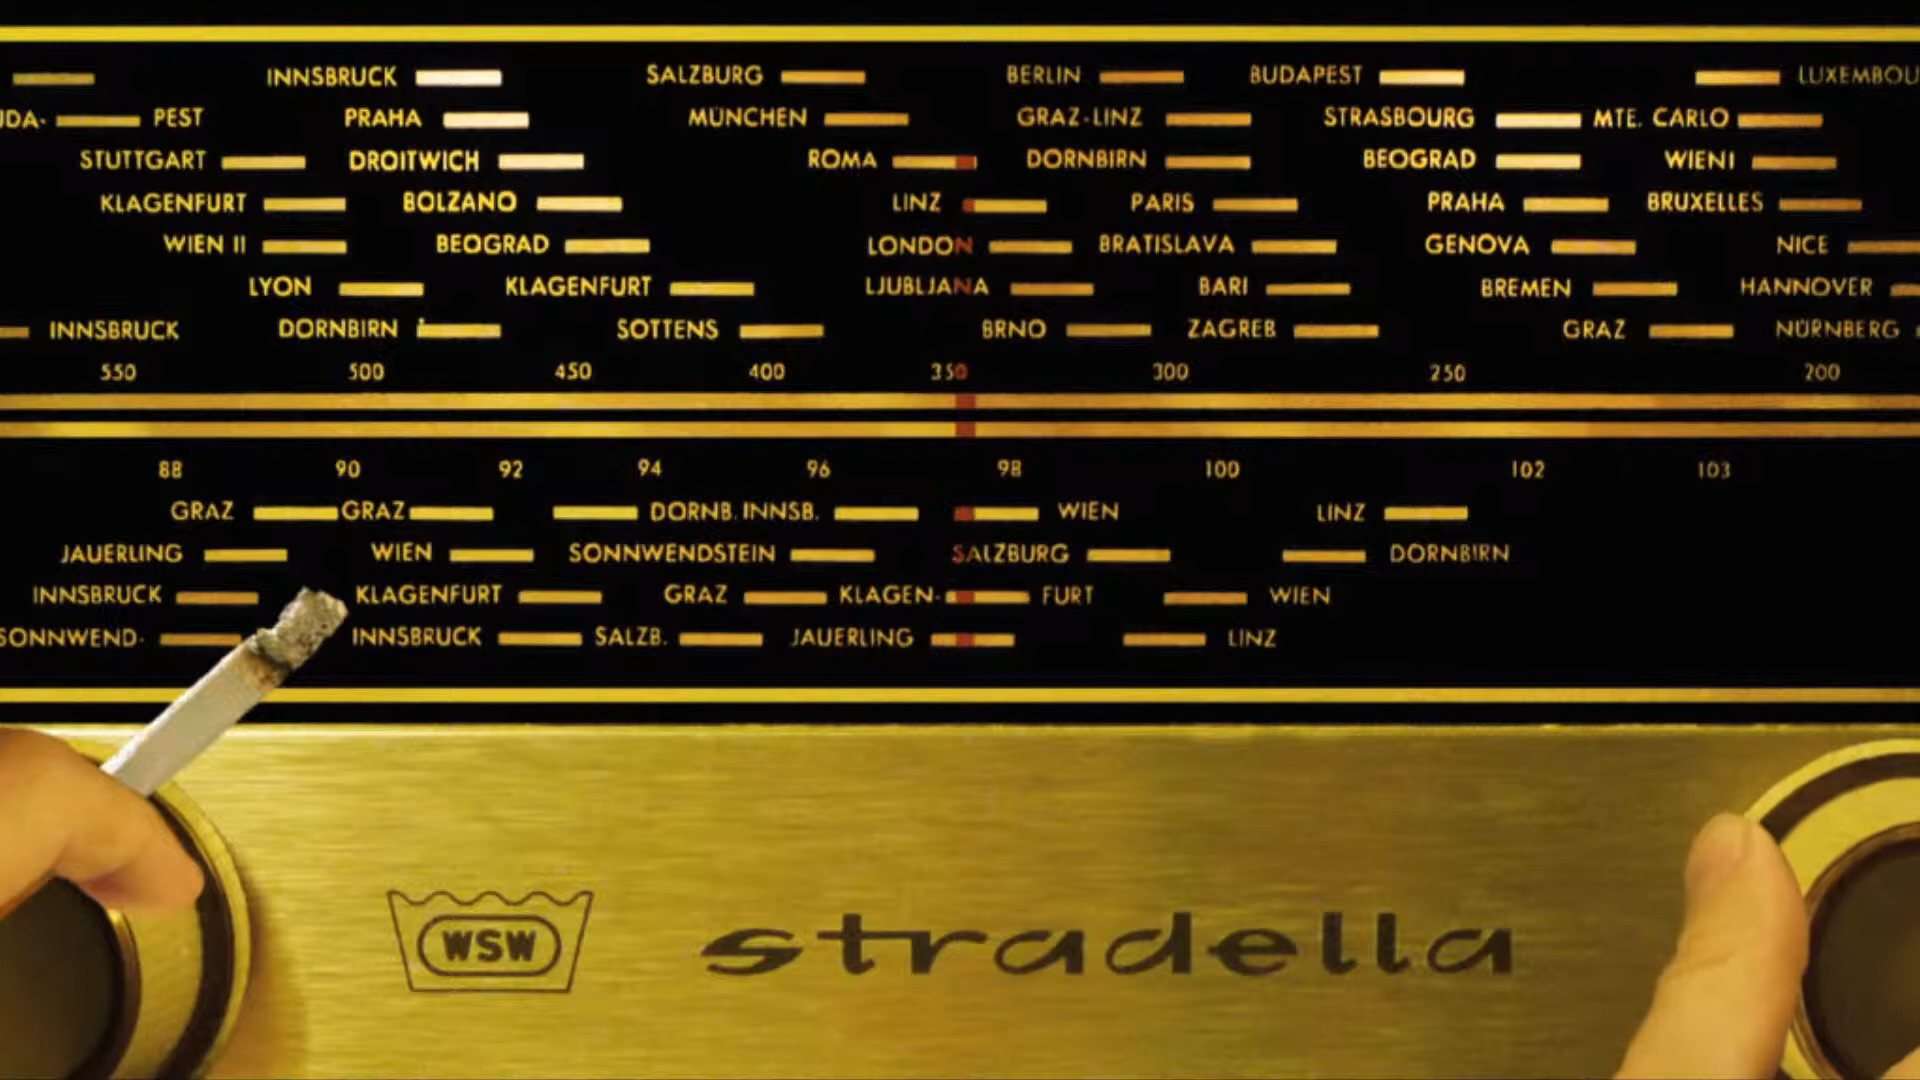 INNSBRUCK SALZBURG BERLIN BUDAPEST LUXEMBOU
UDA- PEST PRAHA MÜNCHEN GRAZ-LINZ STRASBOURG MTE. CARLO
STUTTGART DROITWICH ROMA DORNBIRN BEOGRAD WIEN I
KLAGENFURT BOLZANO LINZ PARIS PRAHA BRUXELLES
WIEN II BEOGRAD LONDON BRATISLAVA GENOVA NICE
LYON KLAGENFURT LJUBLJANA BARI BREMEN HANNOVER
INNSBRUCK DORNBIRN SOTTENS BRNO ZAGREB GRAZ NÜRNBERG
550 500 450 400 350 300 250 200
88 90 92 94 96 98 100 102 103
GRAZ GRAZ DORNB. INNSB. WIEN LINZ
JAUERLING WIEN SONNWENDSTEIN SALZBURG DORNBIRN
INNSBRUCK KLAGENFURT GRAZ KLAGEN- FURT WIEN
SONNWEND- INNSBRUCK SALZB. JAUERLING LINZ
WSW stradella